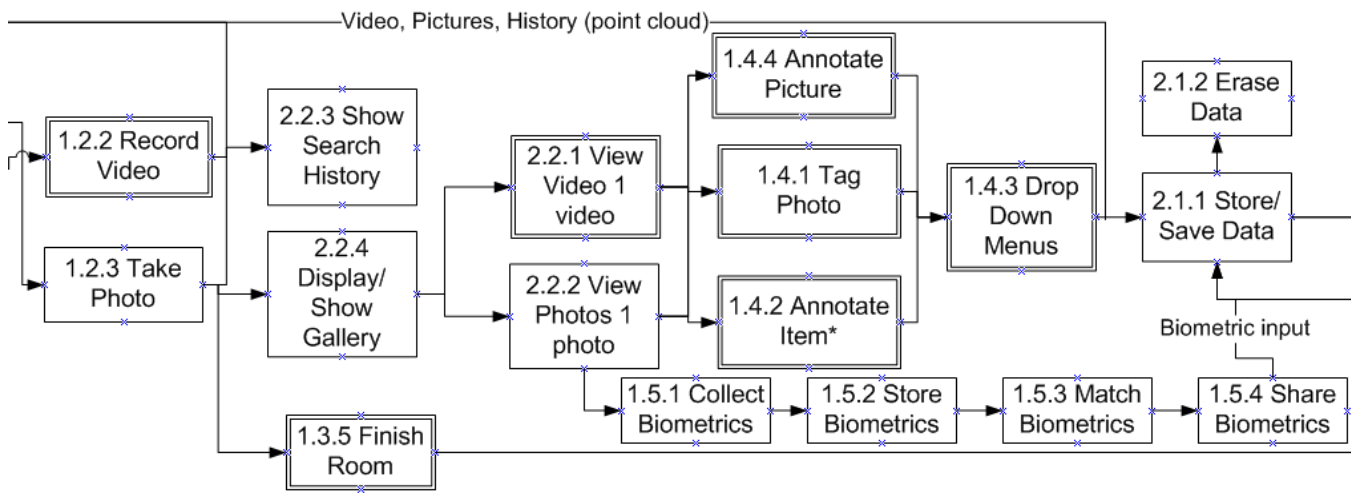 Video, Pictures, History (point cloud)
1.4.4 Annotate
Picture
2.1.2 Erase
Data
1.2.2 Record
Video
2.2.3 Show
Search
History
2.2.1 View
Video 1
video
1.4.1 Tag
Photo
1.4.3 Drop
Down
Menus
2.1.1 Store/
Save Data
1.2.3 Take
Photo
2.2.4
Display/
Show
Gallery
2.2.2 View
Photos 1
photo
1.4.2 Annotate
Item*
Biometric input
1.5.1 Collect
Biometrics
1.5.2 Store
Biometrics
1.5.3 Match
Biometrics
1.5.4 Share
Biometrics
1.3.5 Finish
Room